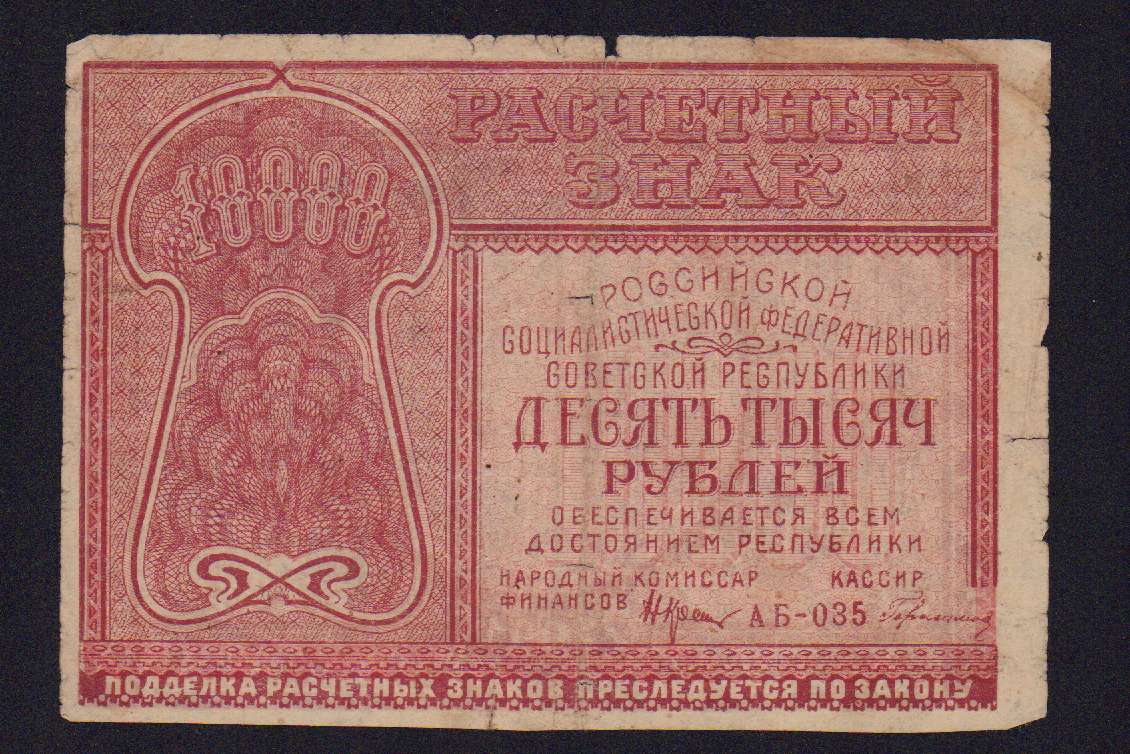 РАСЧЕТНЫЙ
ЗНАК
10000
РОССИЙСКОЙ
СОЦИАЛИСТИЧЕСКОЙ ФЕДЕРАТИВНОЙ
СОВЕТСКОЙ РЕСПУБЛИКИ
ДЕСЯТЬ ТЫСЯЧ
РУБЛЕЙ
ОБЕСПЕЧИВАЕТСЯ ВСЕМ
ДОСТОЯНИЕМ РЕСПУБЛИКИ
НАРОДНЫЙ КОМИССАР КАССИР
ФИНАНСОВ АБ-035
ПОДДЕЛКА РАСЧЕТНЫХ ЗНАКОВ ПРЕСЛЕДУЕТСЯ ПО ЗАКОНУ